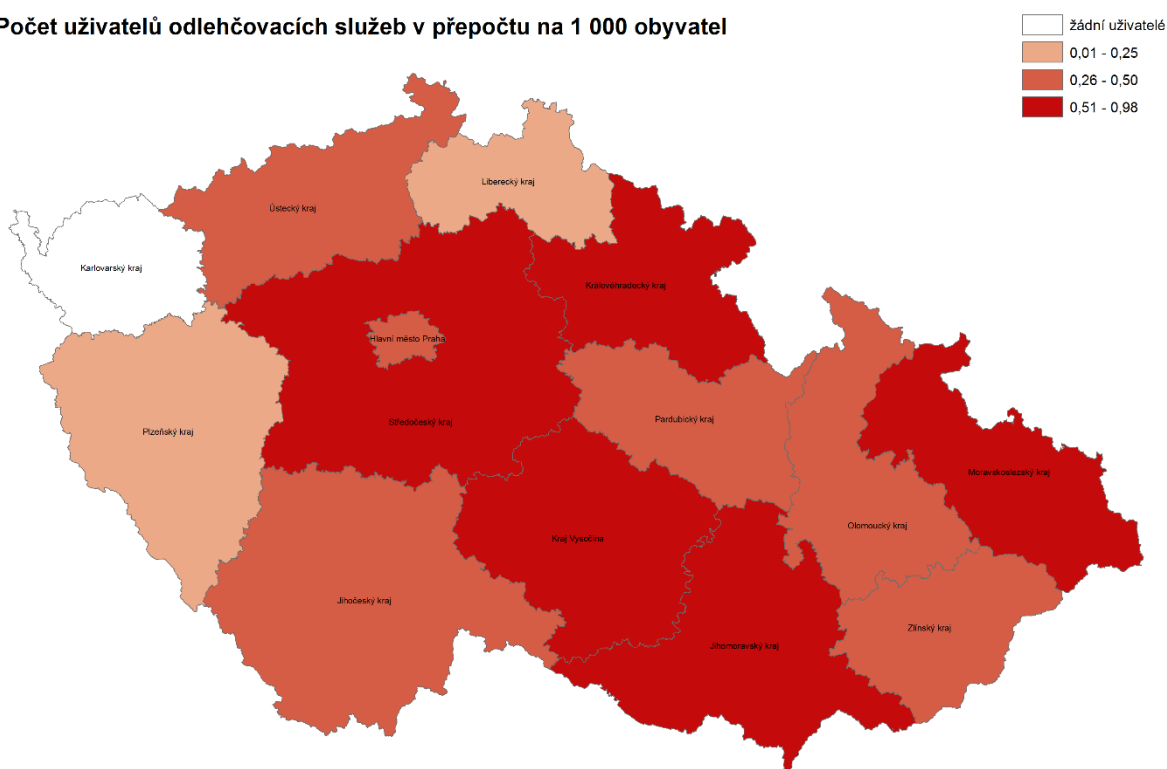 Počet uživatelů odlehčovacích služeb v přepočtu na 1 000 obyvatel
žádní uživatelé
0,01 - 0,25
0,26 - 0,50
0,51 - 0,98
Liberecký kraj
Ústecký kraj
Karlovarský kraj
Královéhradecký kraj
Hlavní město Praha
Pardubický kraj
Středočeský kraj
Plzeňský kraj
Moravskoslezský kraj
Olomoucký kraj
Kraj Vysočina
Jihočeský kraj
Zlínský kraj
Jihomoravský kraj